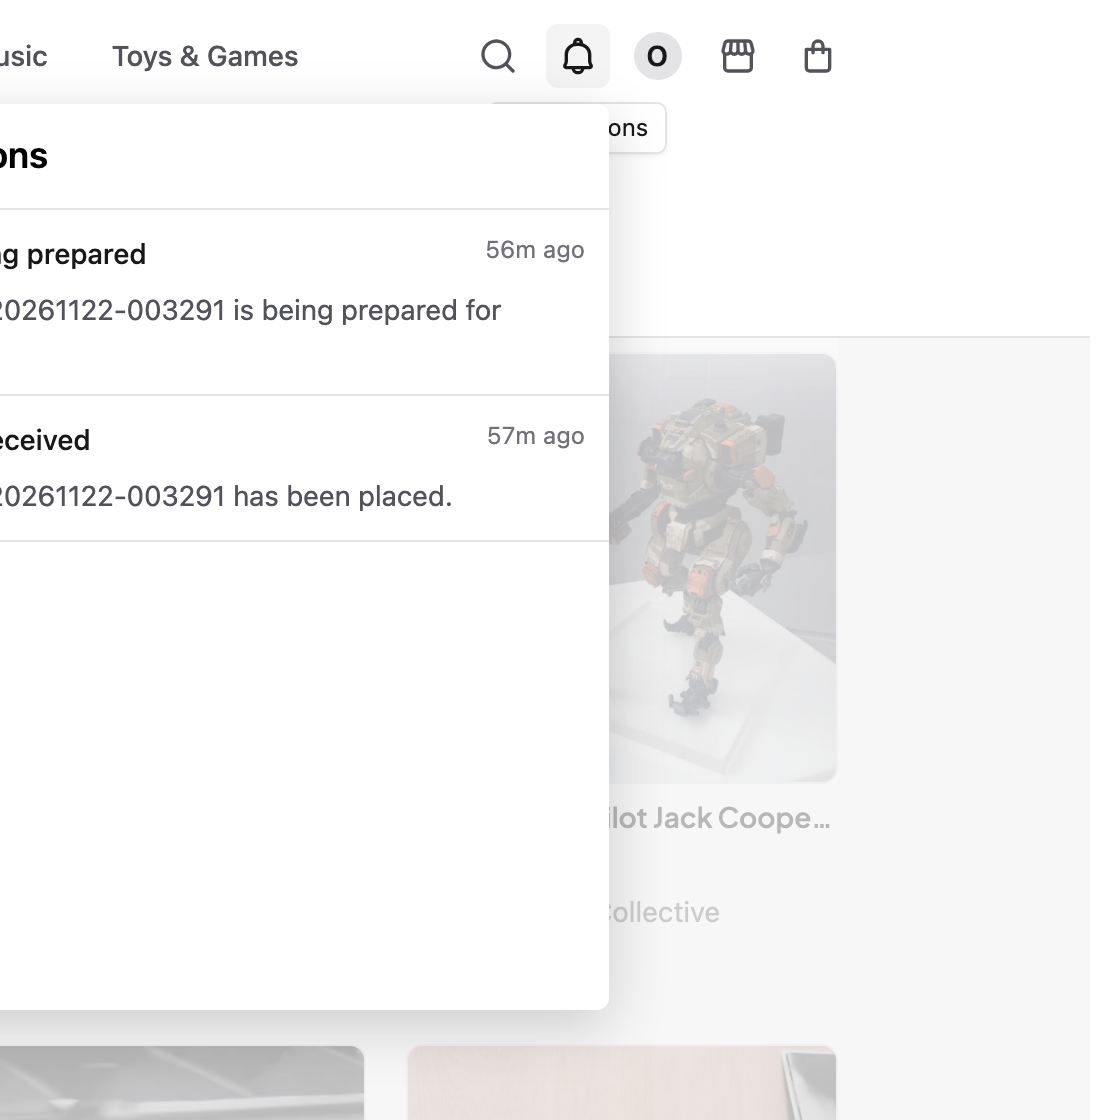 usic Toys & Games O
ons
ons
ng prepared 56m ago
20261122-003291 is being prepared for
eceived 57m ago
20261122-003291 has been placed.
ilot Jack Coope...
Collective